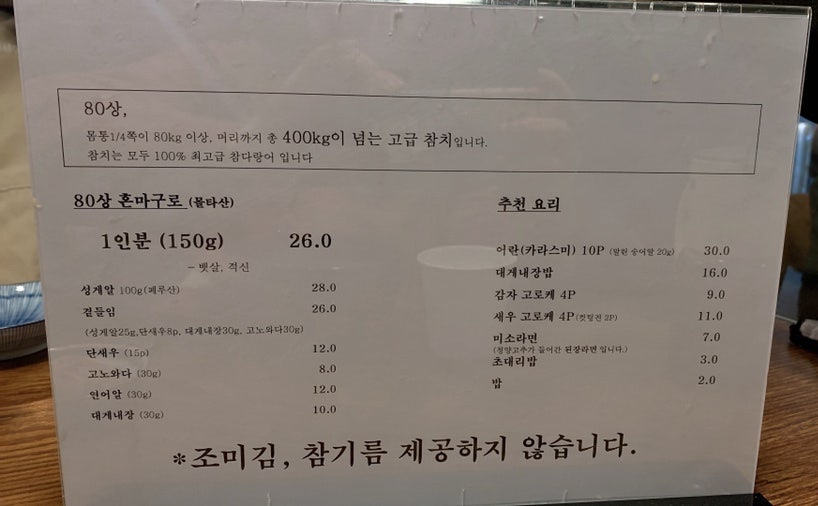 80상,
몸통1/4쪽이 80kg 이상, 머리까지 총 400kg이 넘는 고급 참치입니다.
참치는 모두 100% 최고급 참다랑어 입니다
80상 혼마구로 (몰타산)
1인분 (150g) 26.0
- 뱃살, 적신
성게알 100g(페루산) 28.0
곁들임 26.0
(성게알25g,단새우8p, 대게내장30g, 고노와다30g)
단새우 (15p) 12.0
고노와다 (30g) 8.0
연어알 (30g) 12.0
대게내장 (30g) 10.0
추천 요리
어란(카라스미) 10P (말린 숭어알 20g) 30.0
대게내장밥 16.0
감자 고로케 4P 9.0
새우 고로케 4P(컷팅전 2P) 11.0
미소라면 7.0
(청양고추가 들어간 된장라면 입니다.)
초대리밥 3.0
밥 2.0
*조미김, 참기름 제공하지 않습니다.